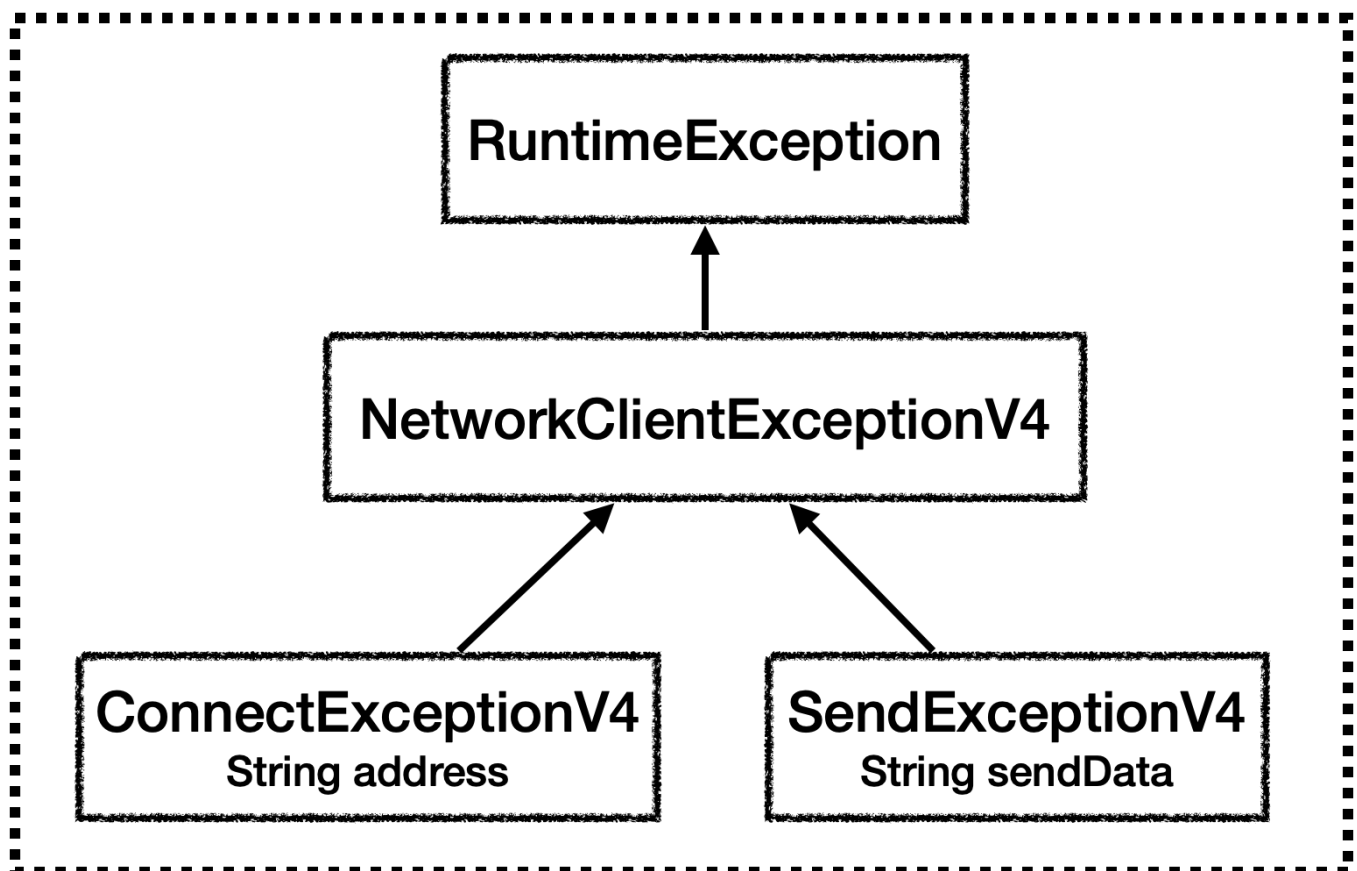 RuntimeException
NetworkClientExceptionV4
ConnectExceptionV4
String address
SendExceptionV4
String sendData